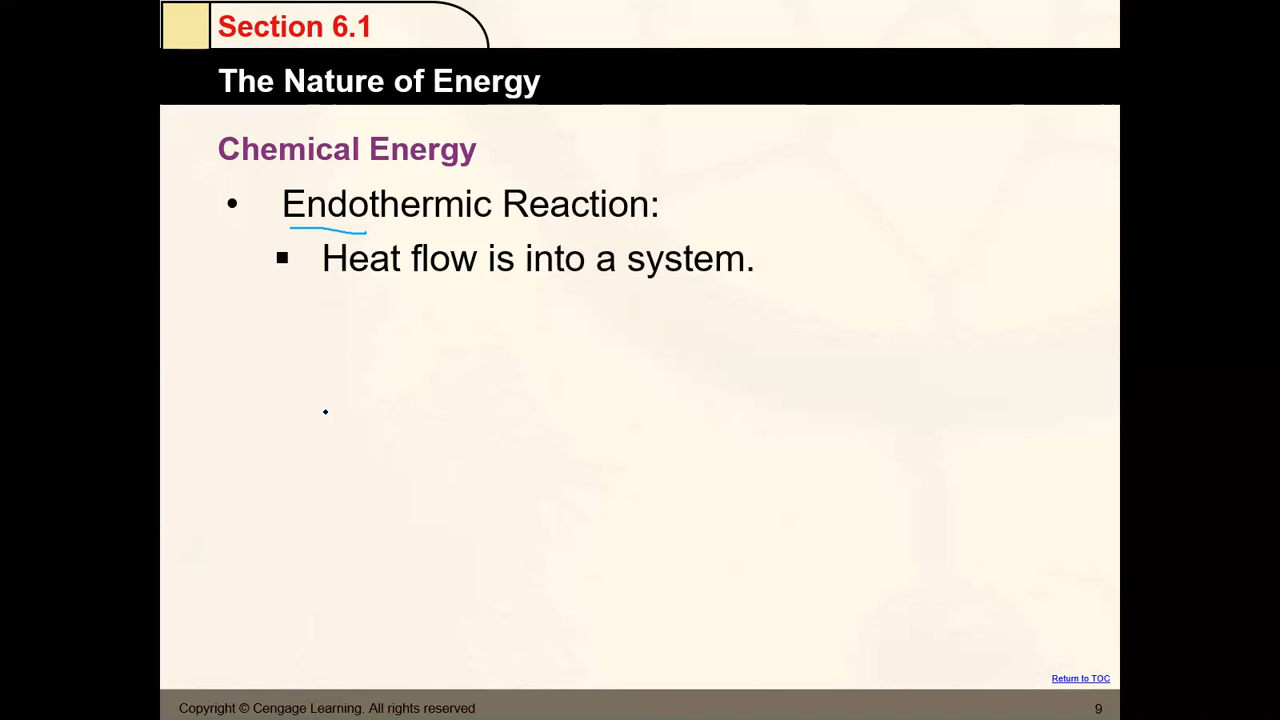 Section 6.1
The Nature of Energy
Chemical Energy
• Endothermic Reaction:
▪ Heat flow is into a system.
Return to TOC
Copyright © Cengage Learning. All rights reserved
9